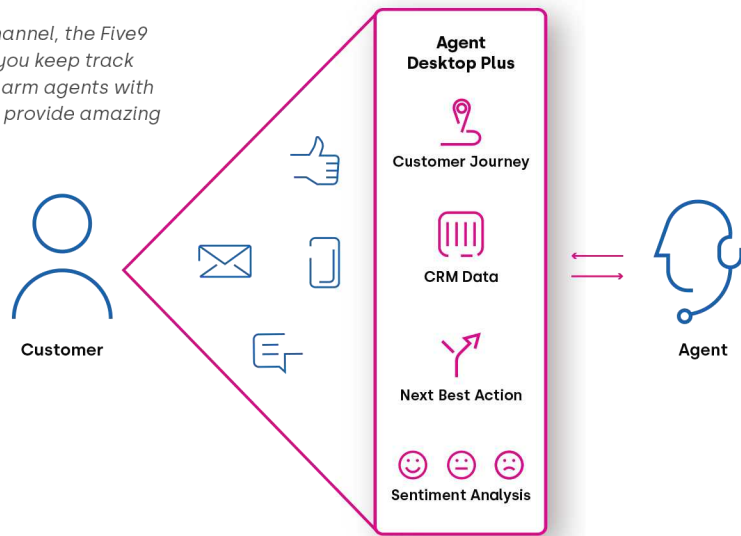 hannel, the Five9
you keep track
arm agents with
provide amazing
Agent
Desktop Plus
Customer Journey
CRM Data
Next Best Action
Sentiment Analysis
Customer
Agent